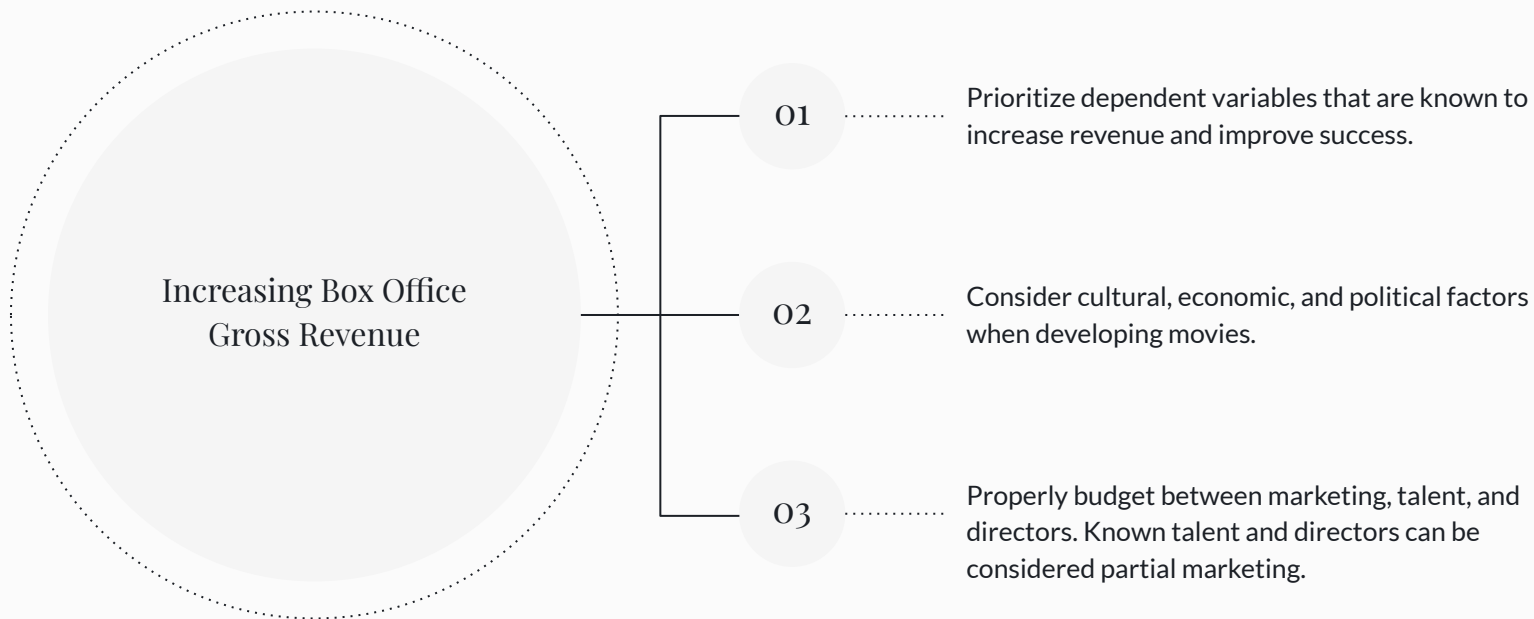 Increasing Box Office
Gross Revenue
01
Prioritize dependent variables that are known to
increase revenue and improve success.
02
Consider cultural, economic, and political factors
when developing movies.
03
Properly budget between marketing, talent, and
directors. Known talent and directors can be
considered partial marketing.